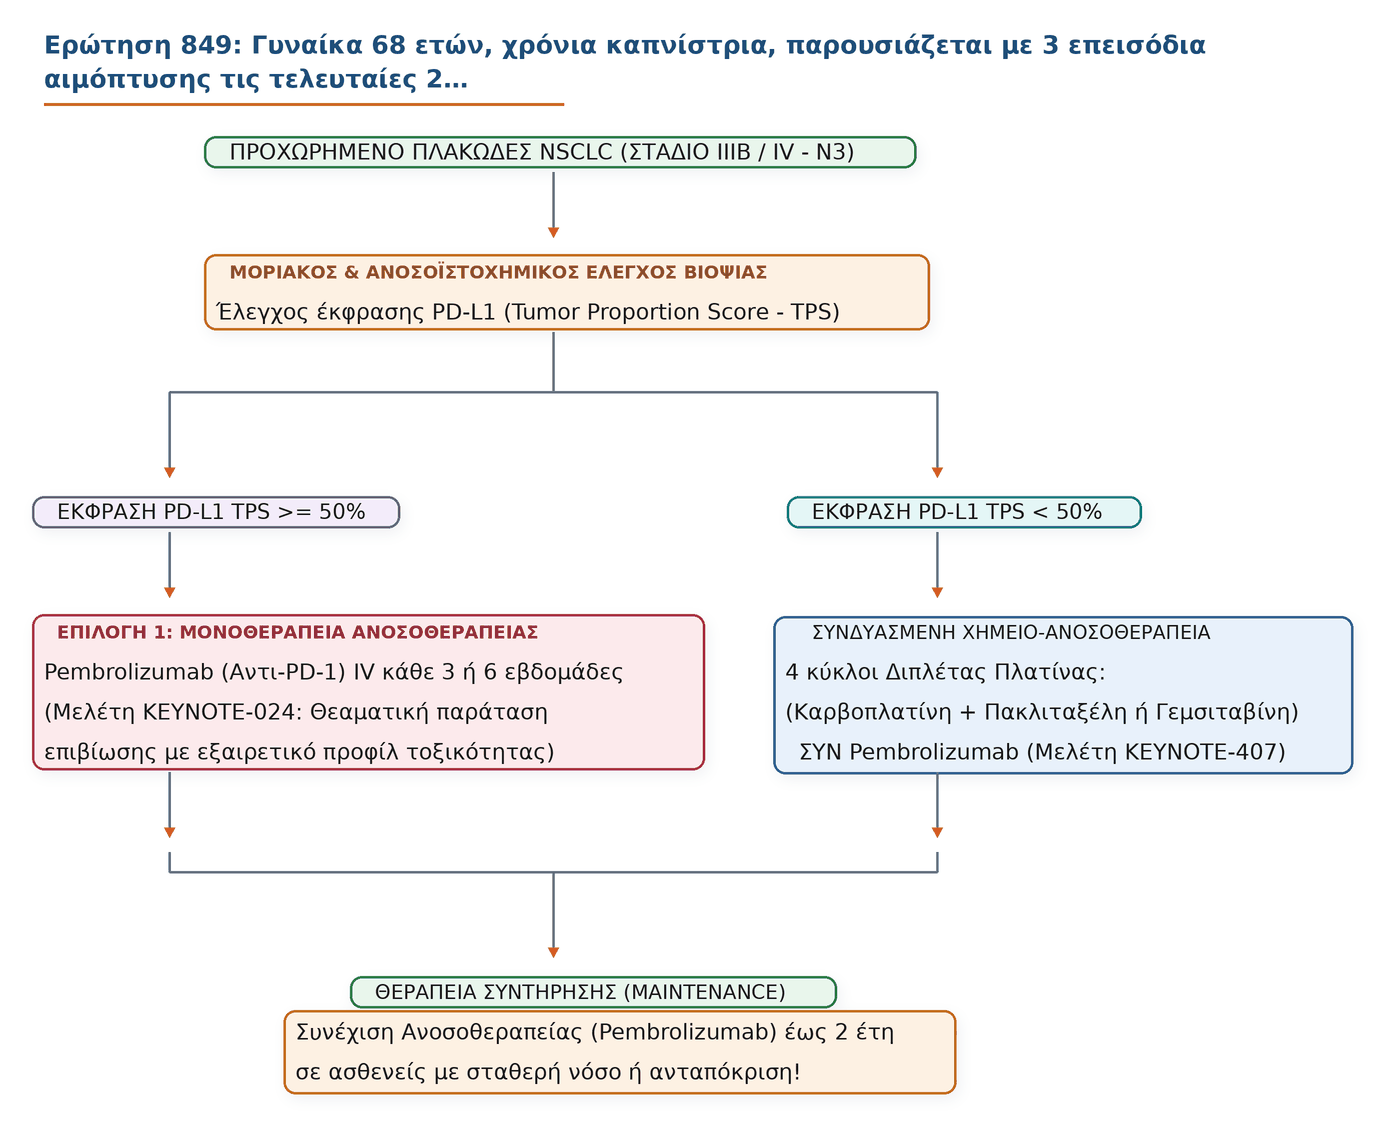 Ερώτηση 849: Γυναίκα 68 ετών, χρόνια καπνίστρια, παρουσιάζεται με 3 επεισόδια
αιμόπτυσης τις τελευταίες 2...
ΠΡΟΧΩΡΗΜΕΝΟ ΠΛΑΚΩΔΕΣ NSCLC (ΣΤΑΔΙΟ IIIB / IV - N3)
ΜΟΡΙΑΚΟΣ & ΑΝΟΣΟΪΣΤΟΧΗΜΙΚΟΣ ΕΛΕΓΧΟΣ ΒΙΟΨΙΑΣ
Έλεγχος έκφρασης PD-L1 (Tumor Proportion Score - TPS)
ΕΚΦΡΑΣΗ PD-L1 TPS >= 50%
ΕΚΦΡΑΣΗ PD-L1 TPS < 50%
ΕΠΙΛΟΓΗ 1: ΜΟΝΟΘΕΡΑΠΕΙΑ ΑΝΟΣΟΘΕΡΑΠΕΙΑΣ
Pembrolizumab (Αντι-PD-1) IV κάθε 3 ή 6 εβδομάδες
(Μελέτη KEYNOTE-024: Θεαματική παράταση
επιβίωσης με εξαιρετικό προφίλ τοξικότητας)
ΣΥΝΔΥΑΣΜΕΝΗ ΧΗΜΕΙΟ-ΑΝΟΣΟΘΕΡΑΠΕΙΑ
4 κύκλοι Διπλέτας Πλατίνας:
(Καρβοπλατίνη + Πακλιταξέλη ή Γεμσιταβίνη)
ΣΥΝ Pembrolizumab (Μελέτη KEYNOTE-407)
ΘΕΡΑΠΕΙΑ ΣΥΝΤΗΡΗΣΗΣ (MAINTENANCE)
Συνέχιση Ανοσοθεραπείας (Pembrolizumab) έως 2 έτη
σε ασθενείς με σταθερή νόσο ή ανταπόκριση!